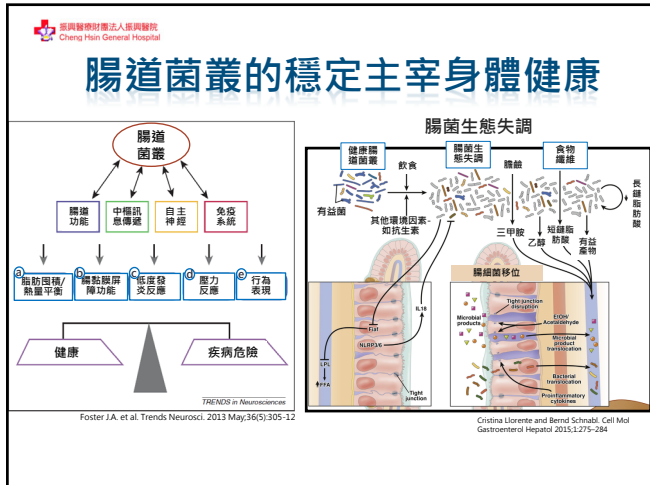 振興醫療財團法人振興醫院
Cheng Hsin General Hospital
腸道菌叢的穩定主宰身體健康
腸道
菌叢
腸道
功能
中樞訊
息傳遞
自主
神經
免疫
系統
a
脂肪囤積/
熱量平衡
b
腸黏膜屏
障功能
c
低度發
炎反應
d
壓力
反應
e
行為
表現
健康
疾病危險
TRENDS in Neurosciences
Foster J.A. et al. Trends Neurosci. 2013 May;36(5):305-12
腸菌生態失調
健康腸
道菌叢
飲食
腸菌生
態失調
膽鹼
食物
纖維
有益菌
其他環境因素-
如抗生素
三甲胺
乙醇
短鏈脂
肪酸
有益
產物
長鏈脂肪酸
腸細菌移位
IL18
Fiaf
NLRP3/6
LPL
FFA
Tight
junction
Tight-junction
disruption
Microbial
products
EtOH/
Acetaldehyde
Microbial
product
translocation
Bacterial
translocation
Proinflammatory
cytokines
Cristina Llorente and Bernd Schnabl. Cell Mol
Gastroenterol Hepatol 2015;1:275–284